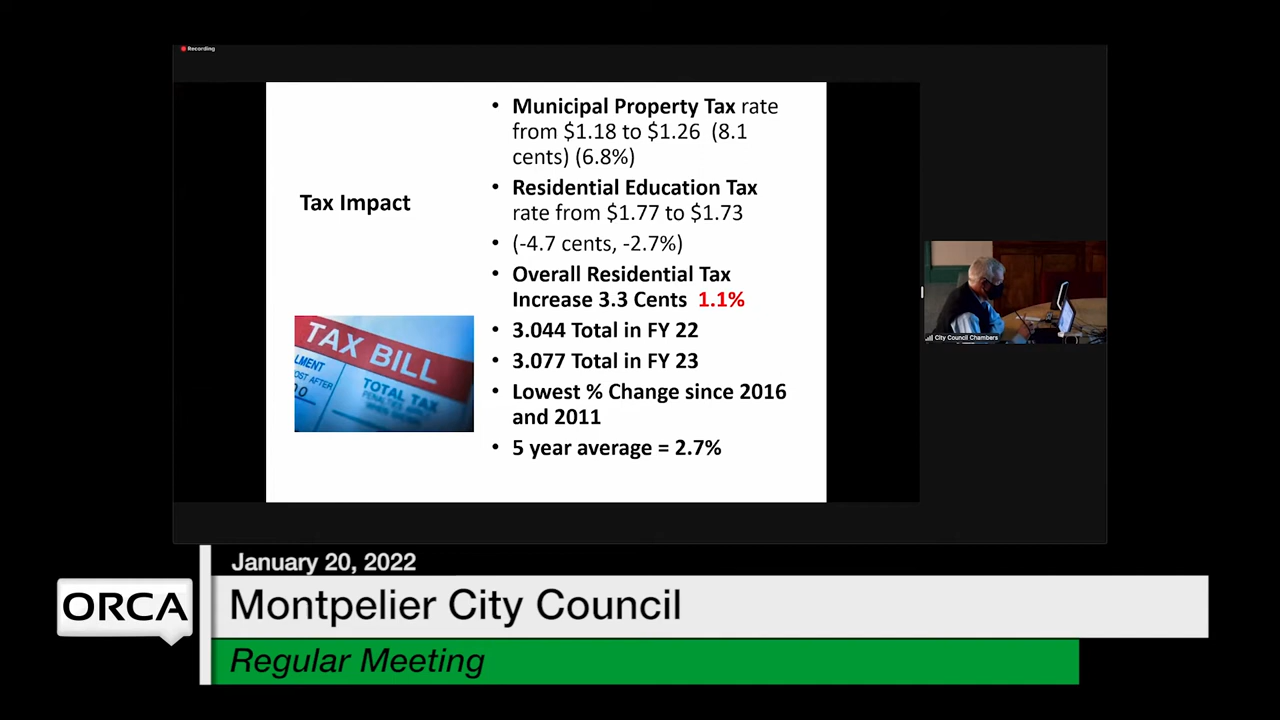 Recording
Tax Impact
• Municipal Property Tax rate
from $1.18 to $1.26 (8.1
cents) (6.8%)
• Residential Education Tax
rate from $1.77 to $1.73
• (-4.7 cents, -2.7%)
• Overall Residential Tax
Increase 3.3 Cents 1.1%
• 3.044 Total in FY 22
• 3.077 Total in FY 23
• Lowest % Change since 2016
and 2011
• 5 year average = 2.7%
TAX BILL
LMENT
OST AFTER
TOTAL TAX
City Council Chambers
January 20, 2022
ORCA
Montpelier City Council
Regular Meeting